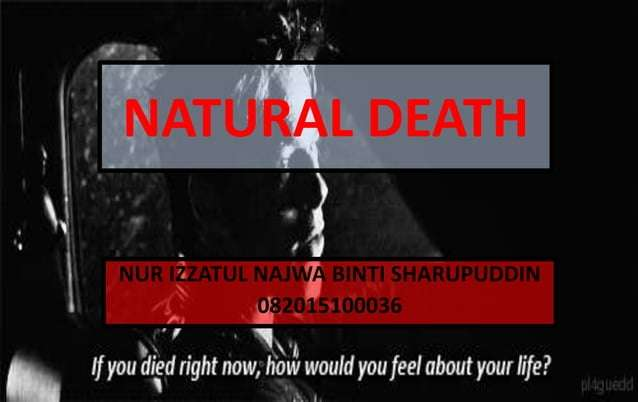 NATURAL DEATH
NUR IZZATUL NAJWA BINTI SHARUPUDDIN
082015100036
If you died right now, how would you feel about your life?
pl4guedd